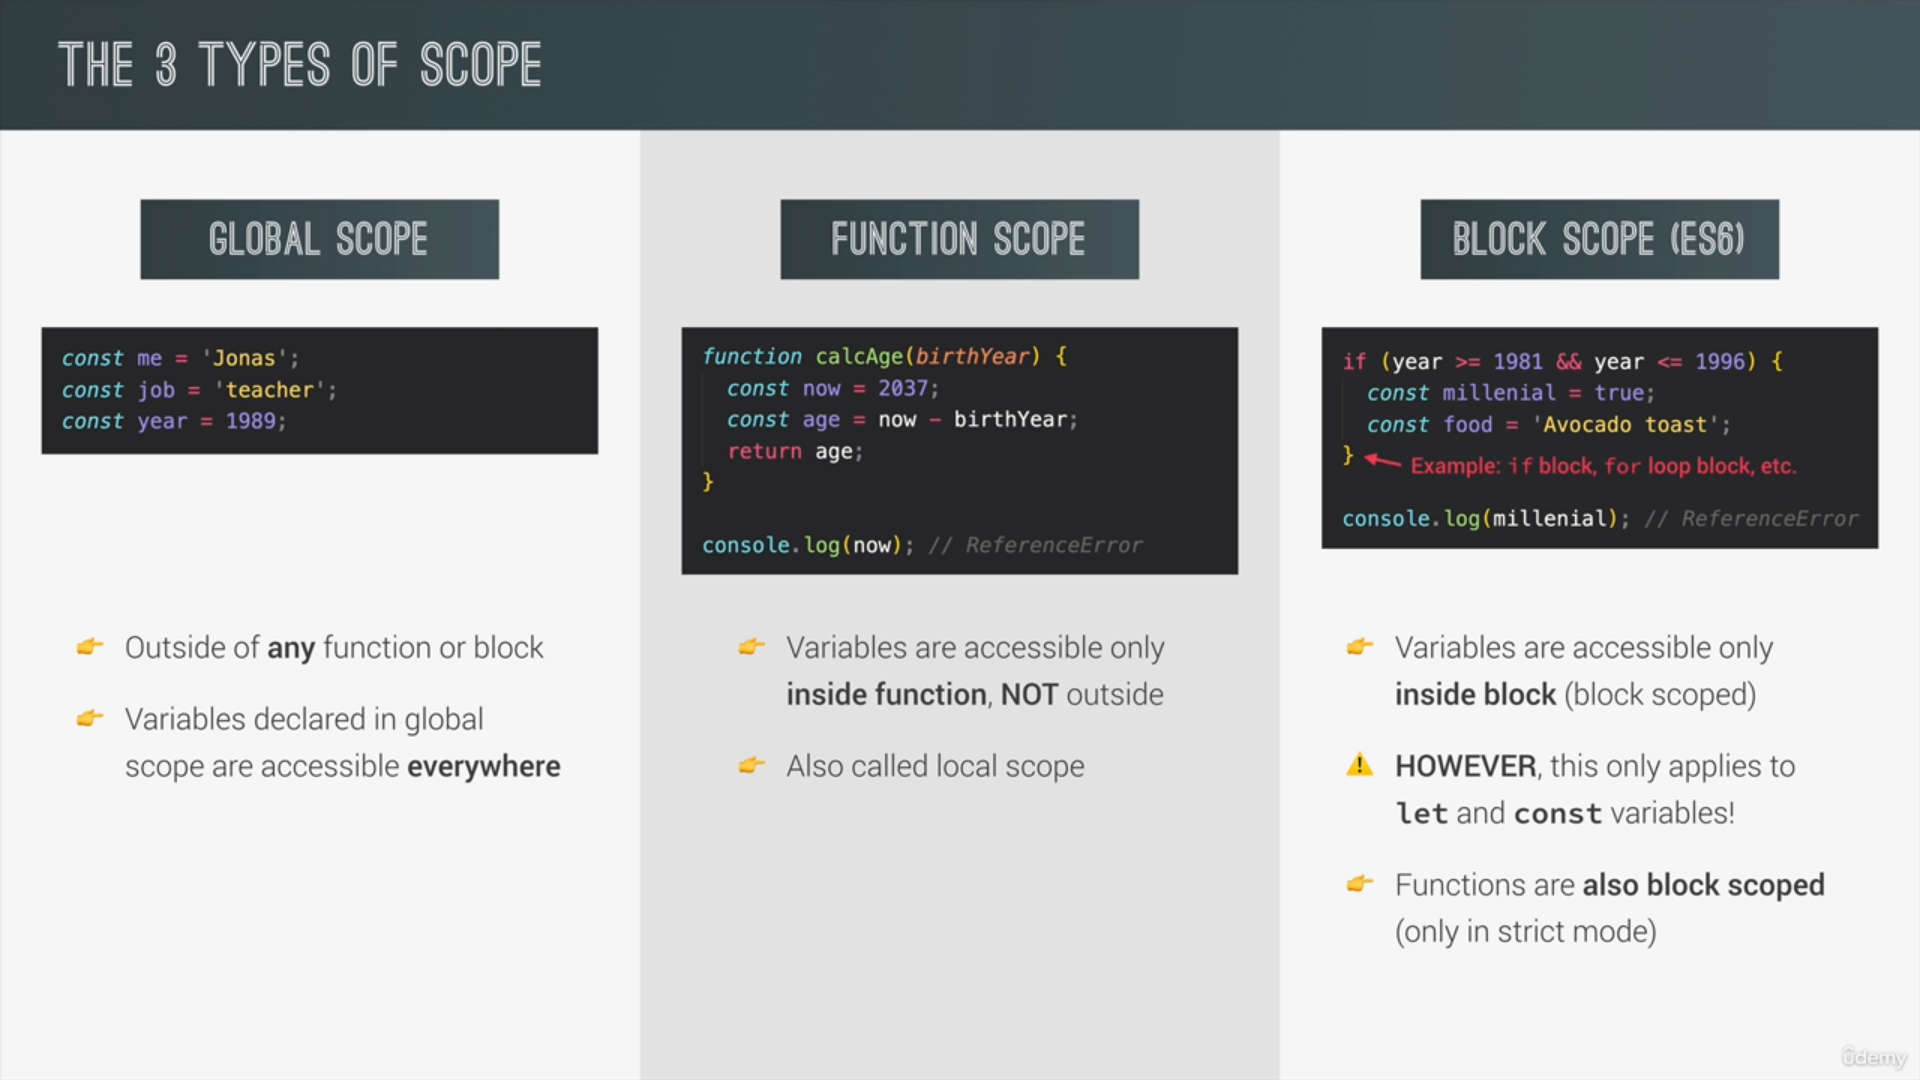 THE 3 TYPES OF SCOPE
GLOBAL SCOPE
const me = 'Jonas';
const job = 'teacher';
const year = 1989;
Outside of any function or block
Variables declared in global
scope are accessible everywhere
FUNCTION SCOPE
function calcAge(birthYear) {
  const now = 2037;
  const age = now − birthYear;
  return age;
}
console.log(now); // ReferenceError
Variables are accessible only
inside function, NOT outside
Also called local scope
BLOCK SCOPE (ES6)
if (year >= 1981 && year <= 1996) {
  const millenial = true;
  const food = 'Avocado toast';
}
Example: if block, for loop block, etc.
console.log(millenial); // ReferenceError
Variables are accessible only
inside block (block scoped)
HOWEVER, this only applies to
let and const variables!
Functions are also block scoped
(only in strict mode)
ûdemy